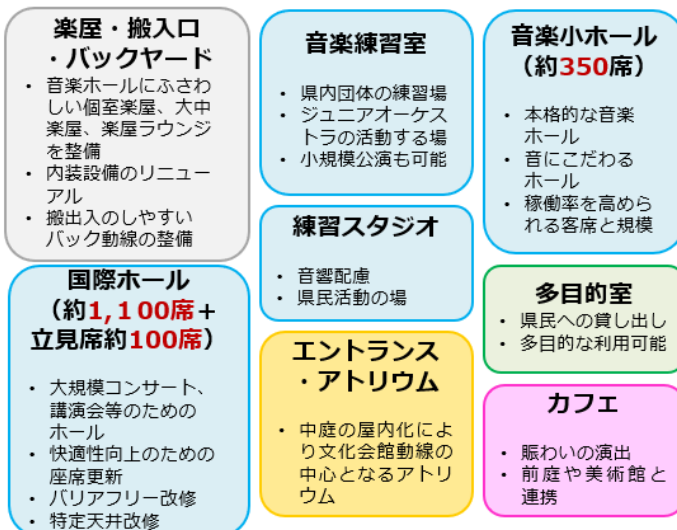 楽屋・搬入口
・バックヤード
• 音楽ホールにふさわ
しい個室楽屋、大中
楽屋、楽屋ラウンジ
を整備
• 内装設備のリニュー
アル
• 搬出入のしやすい
バック動線の整備
国際ホール
（約1,100席＋
立見席約100席）
• 大規模コンサート、
講演会等のための
ホール
• 快適性向上のための
座席更新
• バリアフリー改修
• 特定天井改修
音楽練習室
• 県内団体の練習場
• ジュニアオーケス
トラの活動する場
• 小規模公演も可能
練習スタジオ
• 音響配慮
• 県民活動の場
エントランス
・アトリウム
• 中庭の屋内化によ
り文化会館動線の
中心となるアトリ
ウム
音楽小ホール
（約350席）
• 本格的な音楽
ホール
• 音にこだわる
ホール
• 稼働率を高めら
れる客席と規模
多目的室
• 県民への貸し出し
• 多目的な利用可能
カフェ
• 賑わいの演出
• 前庭や美術館と
連携